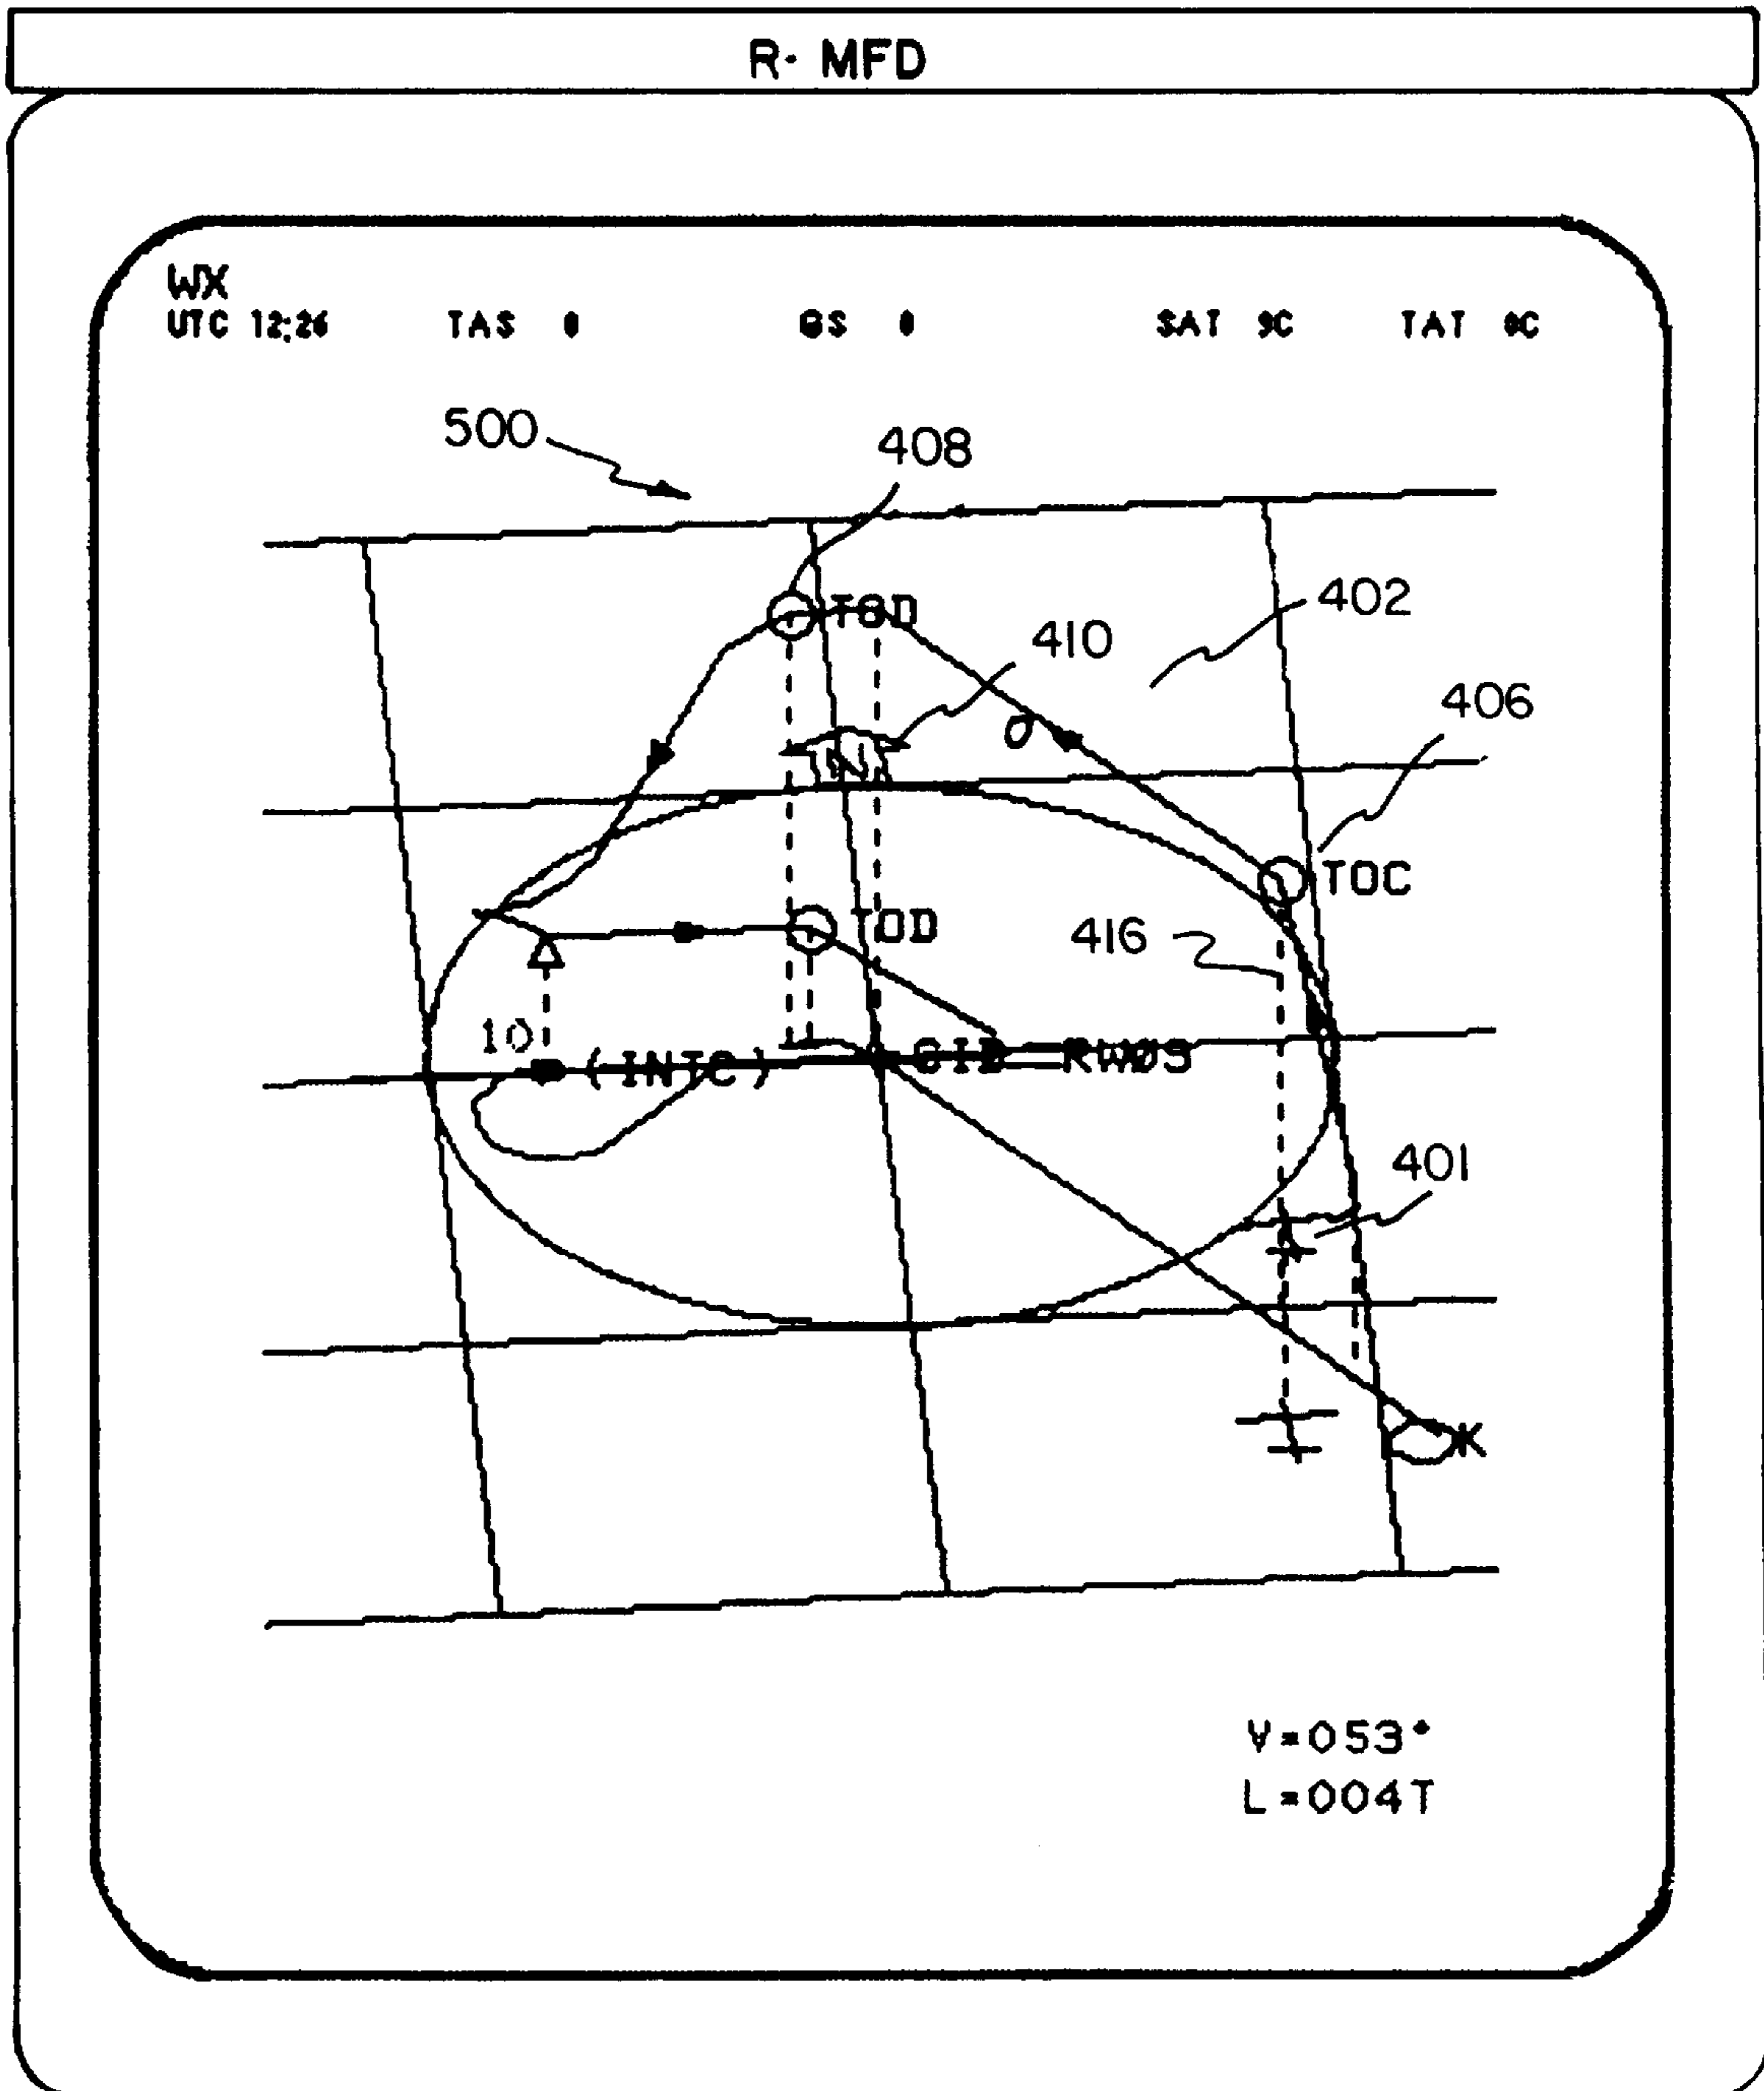 R- MFD
WX
UTC 12:26 TAS 0 GS 0 SAT 9C TAT 9C
500
408
TOD
402
410
N
406
TOC
TOD
416
10
(INTC)
RW05
401
V=053°
L=004T